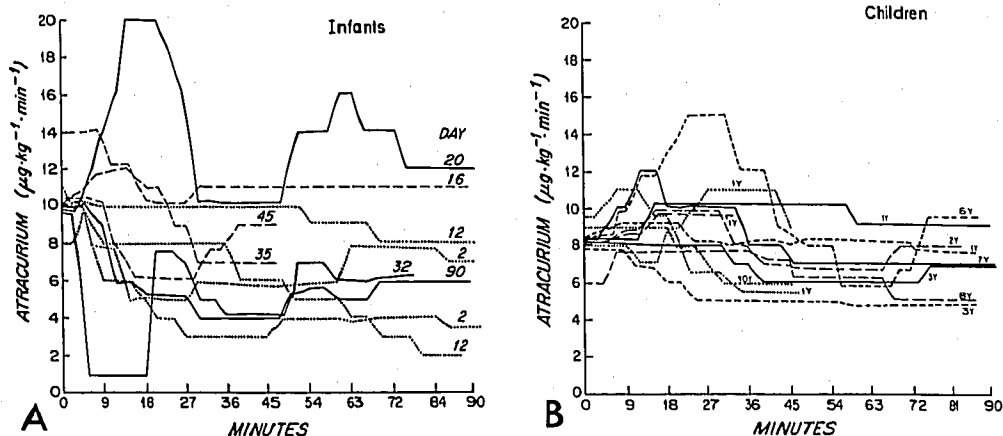 Infants
ATRACURIUM (µg·kg⁻¹·min⁻¹)
20
18
16
14
12
10
8
6
4
2
0
0 9 18 27 36 45 54 63 72 84 90
MINUTES
A
DAY
20
16
45
12
35
2
32
90
2
12
Children
ATRACURIUM (µg·kg⁻¹·min⁻¹)
20
18
16
14
12
10
8
6
4
2
0
0 9 18 27 37 45 54 63 72 81 90
MINUTES
B
1Y
1Y
1Y
6Y
2Y
1Y
7Y
3Y
1Y
8Y
3Y